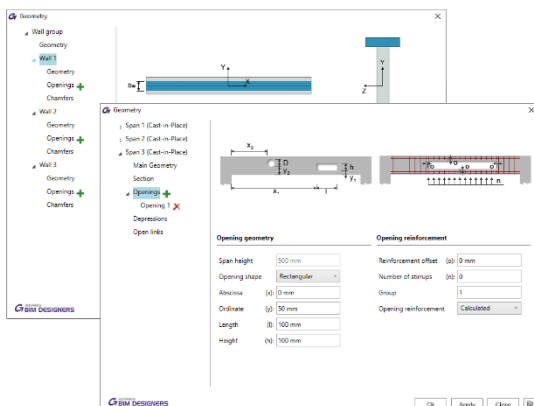 Geometry
Wall group
Geometry
Wall 1
Geometry
Openings
Chamfers
Wall 2
Geometry
Openings
Chamfers
Wall 3
Geometry
Openings
Chamfers
Y
X
bw
Y
Z
BIM DESIGNERS
Geometry
Span 1 (Cast-in-Place)
Span 2 (Cast-in-Place)
Span 3 (Cast-in-Place)
Main Geometry
Section
Openings
Opening 1
Depressions
Open links
D
h
l
n
Opening geometry
Span height 500 mm
Opening shape Rectangular
Abscissa (x): 0 mm
Ordinate (y): 50 mm
Length (l): 100 mm
Height (h): 100 mm
Opening reinforcement
Reinforcement offset (o): 0 mm
Number of stirrups (n): 0
Group 1
Opening reinforcement Calculated
BIM DESIGNERS
Ok Apply Close